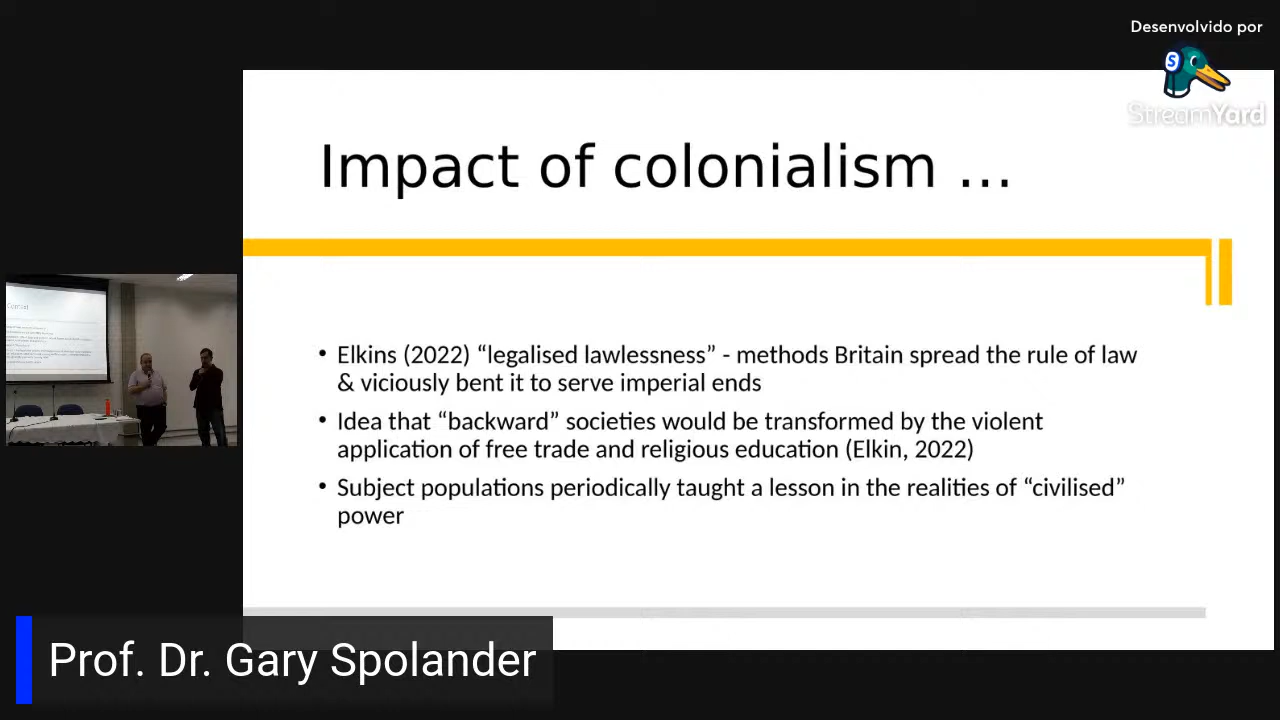 Desenvolvido por
StreamYard
Impact of colonialism ...
• Elkins (2022) “legalised lawlessness” - methods Britain spread the rule of law
& viciously bent it to serve imperial ends
• Idea that “backward” societies would be transformed by the violent
application of free trade and religious education (Elkin, 2022)
• Subject populations periodically taught a lesson in the realities of “civilised”
power
Prof. Dr. Gary Spolander